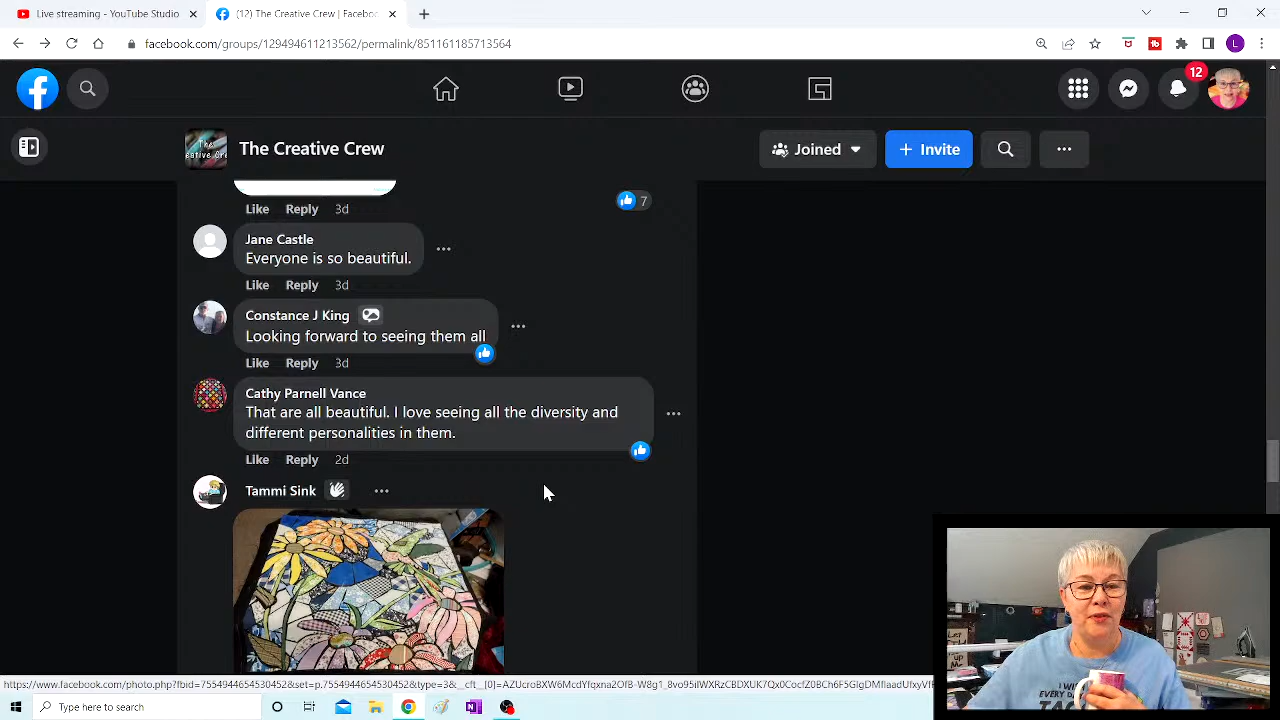 Live streaming - YouTube Studio
(12) The Creative Crew | Faceboo
facebook.com/groups/129494611213562/permalink/851161185713564
L
12
The Creative Crew
Joined
+ Invite
Like Reply 3d
7
Jane Castle
Everyone is so beautiful.
Like Reply 3d
Constance J King
Looking forward to seeing them all
Like Reply 3d
Cathy Parnell Vance
That are all beautiful. I love seeing all the diversity and
different personalities in them.
Like Reply 2d
Tammi Sink
Type here to search